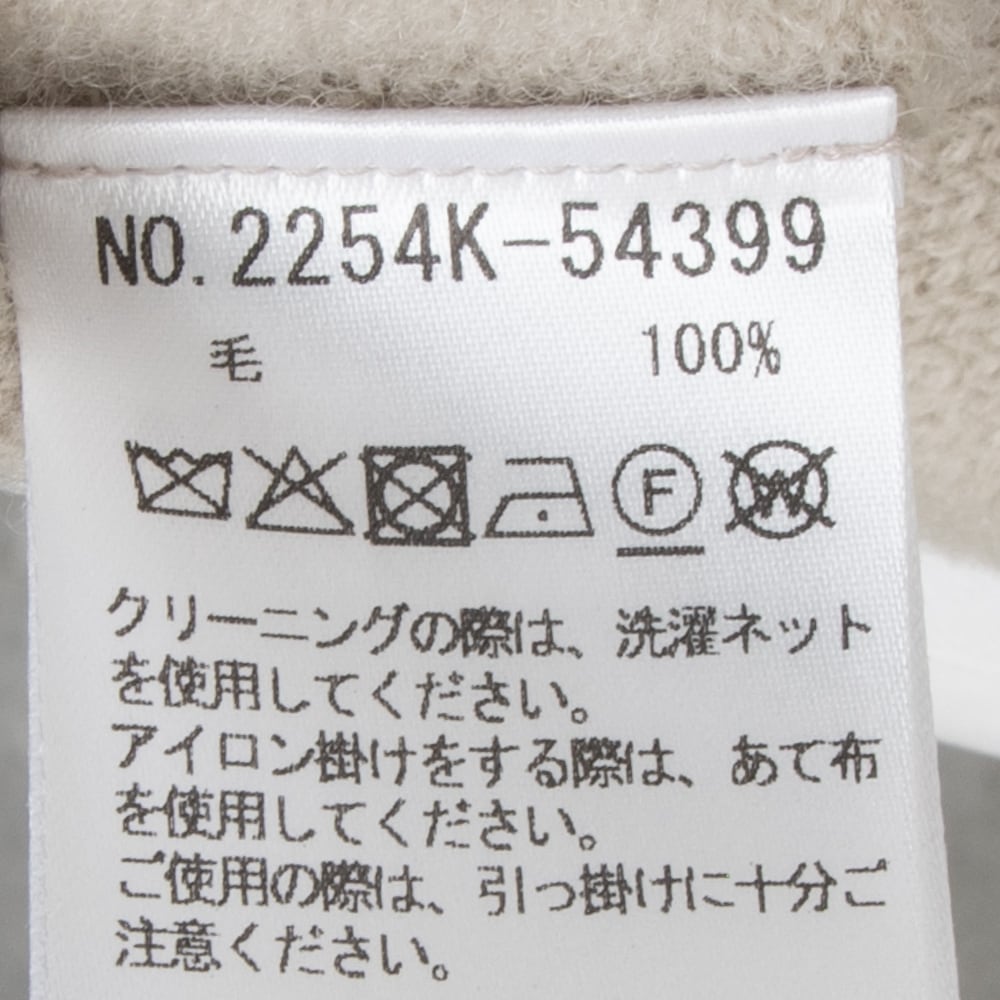 NO. 2254K-54399
毛 100%
F W
クリーニングの際は、洗濯ネット
を使用してください。
アイロン掛けをする際は、あて布
を使用してください。
ご使用の際は、引っ掛けに十分ご
注意ください。